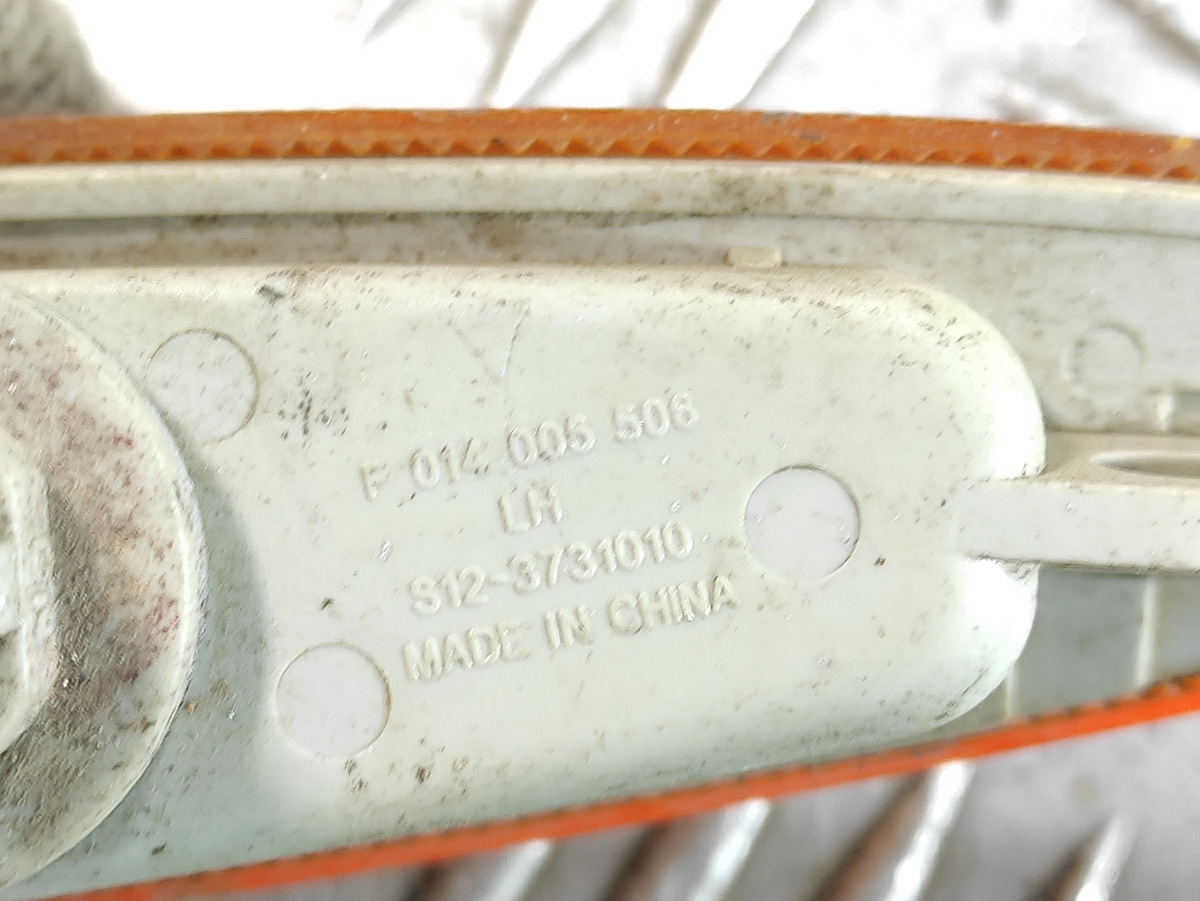 F 014 005 508
LH
S12-3731010
MADE IN CHINA